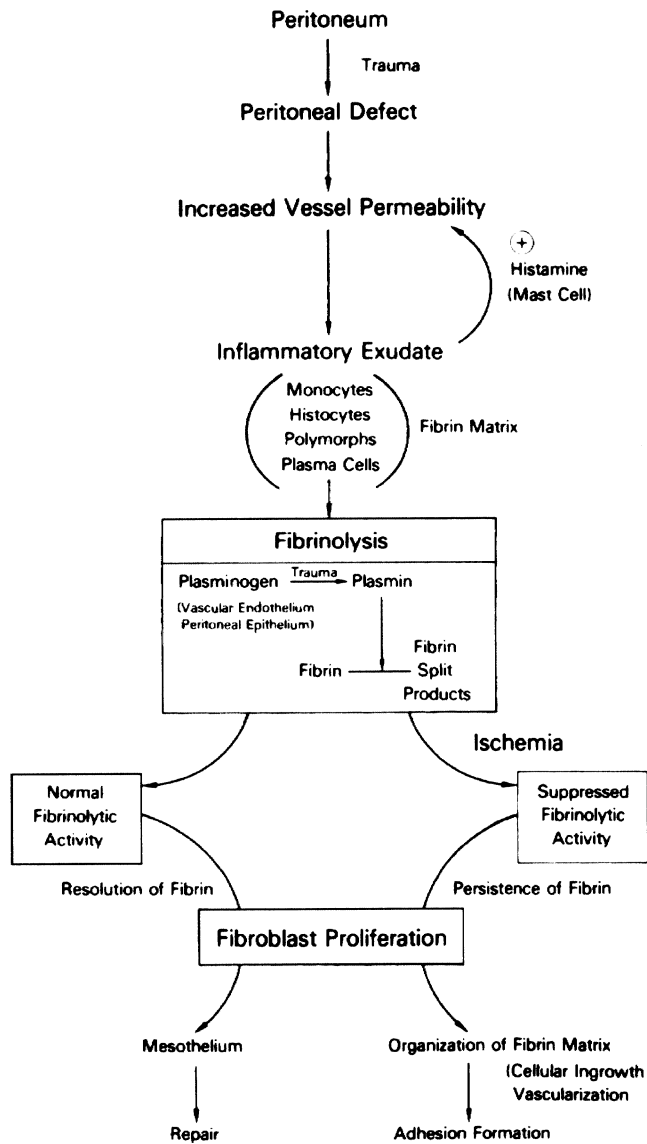 Peritoneum
Trauma
Peritoneal Defect
Increased Vessel Permeability
+
Histamine
(Mast Cell)
Inflammatory Exudate
Monocytes
Histocytes
Polymorphs
Plasma Cells
Fibrin Matrix
Fibrinolysis
Plasminogen
Trauma
Plasmin
(Vascular Endothelium
Peritoneal Epithelium)
Fibrin
Fibrin
Split
Products
Ischemia
Normal
Fibrinolytic
Activity
Suppressed
Fibrinolytic
Activity
Resolution of Fibrin
Persistence of Fibrin
Fibroblast Proliferation
Mesothelium
Organization of Fibrin Matrix
(Cellular Ingrowth
Vascularization
Repair
Adhesion Formation